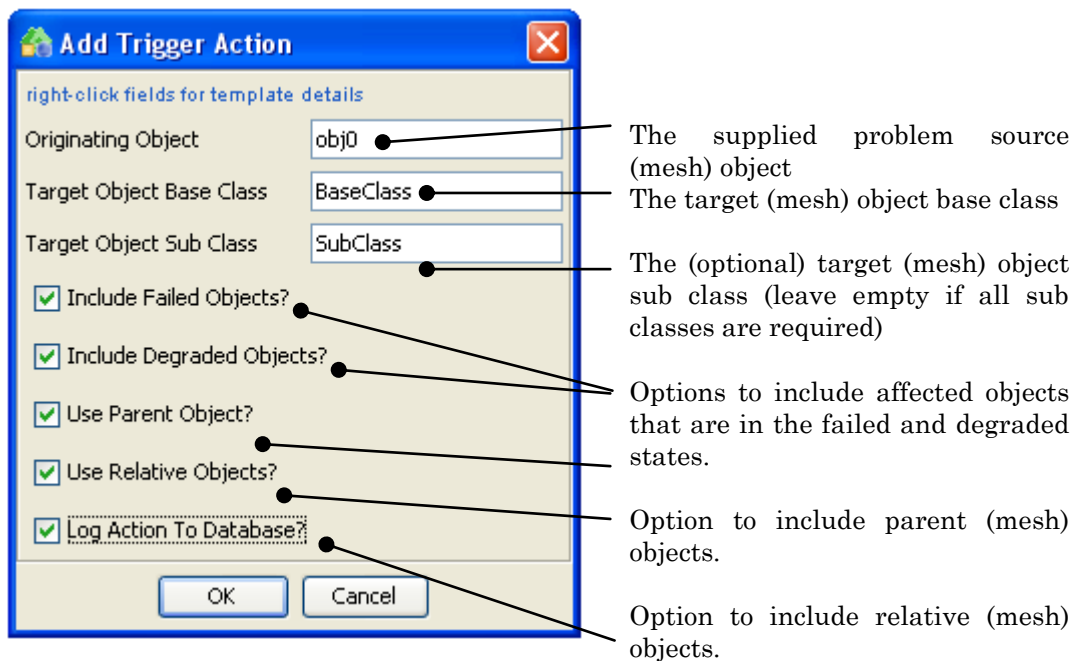 Add Trigger Action
right-click fields for template details
Originating Object obj0
Target Object Base Class BaseClass
Target Object Sub Class SubClass
Include Failed Objects?
Include Degraded Objects?
Use Parent Object?
Use Relative Objects?
Log Action To Database?
OK Cancel
The supplied problem source
(mesh) object
The target (mesh) object base class
The (optional) target (mesh) object
sub class (leave empty if all sub
classes are required)
Options to include affected objects
that are in the failed and degraded
states.
Option to include parent (mesh)
objects.
Option to include relative (mesh)
objects.